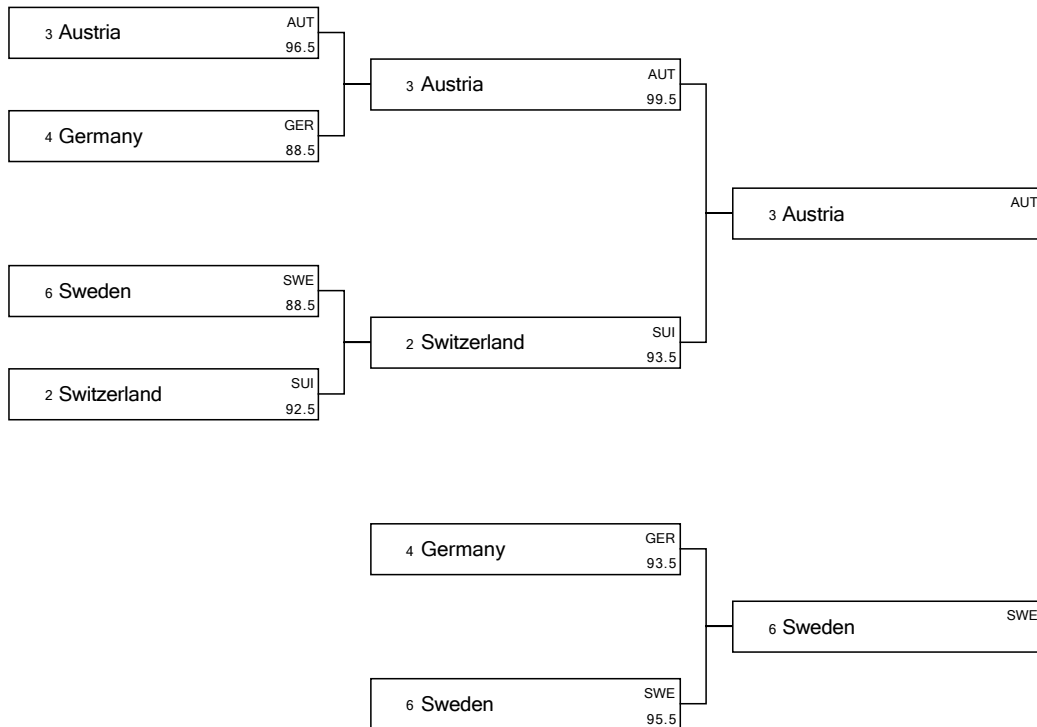 3 Austria AUT
96.5
4 Germany GER
88.5
6 Sweden SWE
88.5
2 Switzerland SUI
92.5
3 Austria AUT
99.5
2 Switzerland SUI
93.5
3 Austria AUT
4 Germany GER
93.5
6 Sweden SWE
95.5
6 Sweden SWE